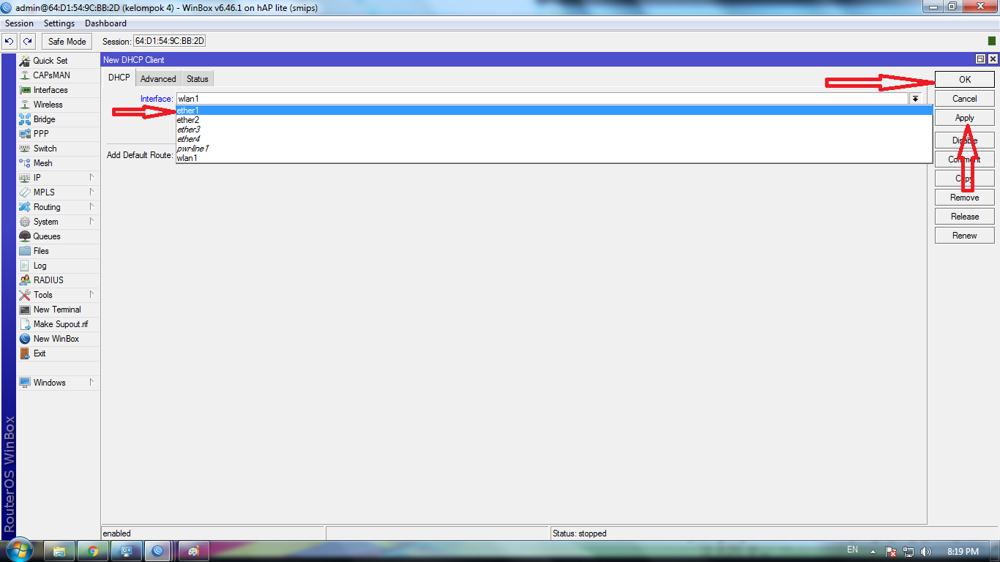 admin@64:D1:54:9C:BB:2D (kelompok 4) - WinBox v6.46.1 on hAP lite (smips)
Session Settings Dashboard
Safe Mode Session: 64:D1:54:9C:BB:2D
Quick Set
CAPsMAN
Interfaces
Wireless
Bridge
PPP
Switch
Mesh
IP
MPLS
Routing
System
Queues
Files
Log
RADIUS
Tools
New Terminal
Make Supout.rif
New WinBox
Exit
Windows
RouterOS WinBox
New DHCP Client
DHCP Advanced Status
Interface: wlan1
ether1
ether2
ether3
ether4
pwr-line1
wlan1
Add Default Route:
OK
Cancel
Apply
Disable
Comment
Copy
Remove
Release
Renew
enabled
Status: stopped
EN
8:19 PM